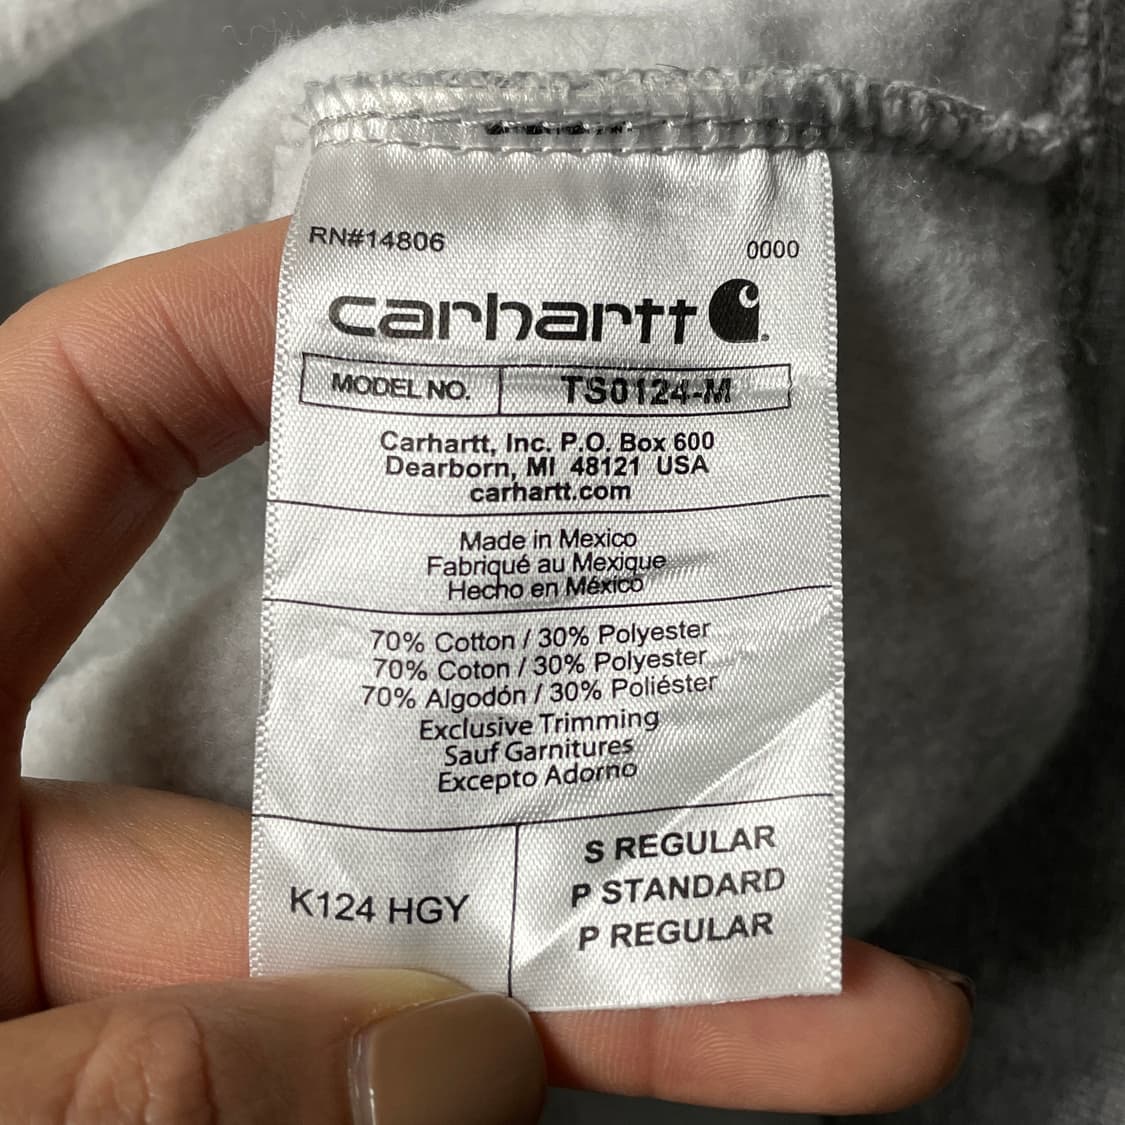 RN#14806 0000
carhartt
MODEL NO. TS0124-M
Carhartt, Inc. P.O. Box 600
Dearborn, MI 48121 USA
carhartt.com
Made in Mexico
Fabriqué au Mexique
Hecho en México
70% Cotton / 30% Polyester
70% Coton / 30% Polyester
70% Algodón / 30% Poliéster
Exclusive Trimming
Sauf Garnitures
Excepto Adorno
K124 HGY
S REGULAR
P STANDARD
P REGULAR